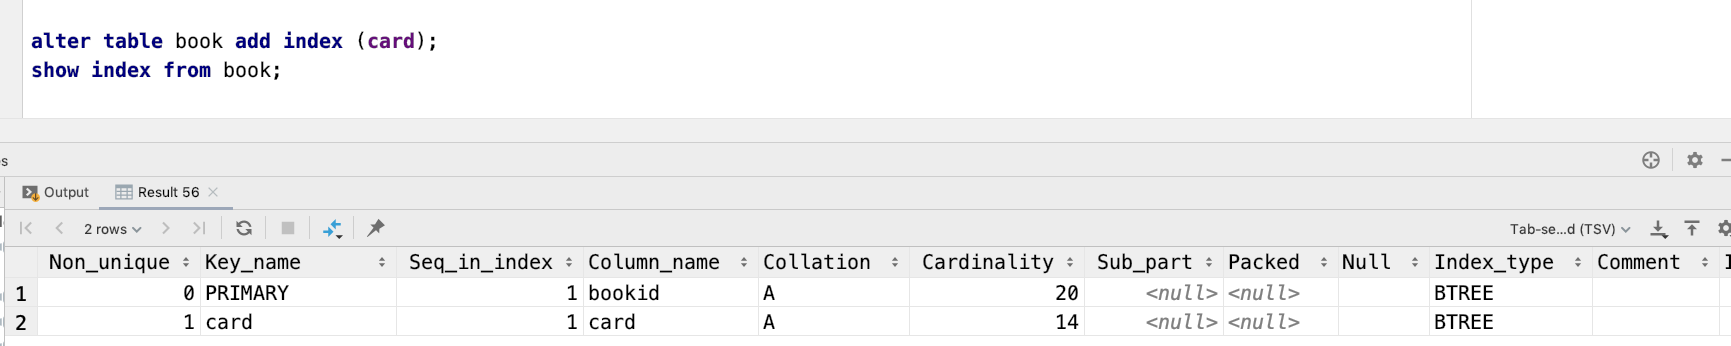 alter table book add index (card);
show index from book;
es
Output Result 56
2 rows Tab-se...d (TSV)
Non_unique Key_name Seq_in_index Column_name Collation Cardinality Sub_part Packed Null Index_type Comment
1 0 PRIMARY 1 bookid A 20 <null> <null> BTREE
2 1 card 1 card A 14 <null> <null> BTREE